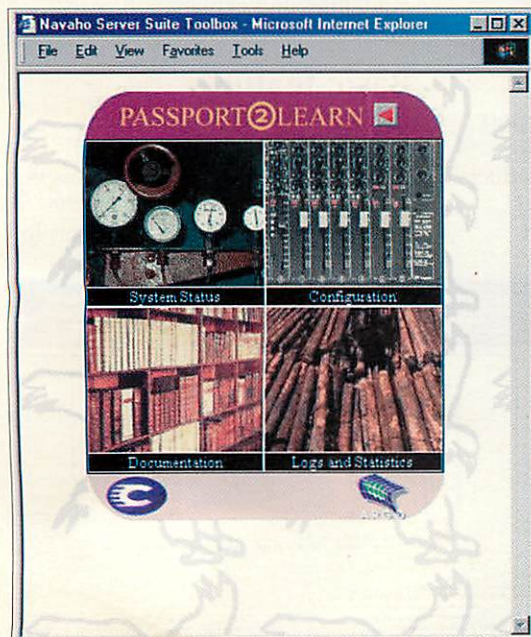 Navaho Server Suite Toolbox - Microsoft Internet Explorer
File Edit View Favorites Tools Help
PASSPORT2LEARN
System Status
Configuration
Documentation
Logs and Statistics
C